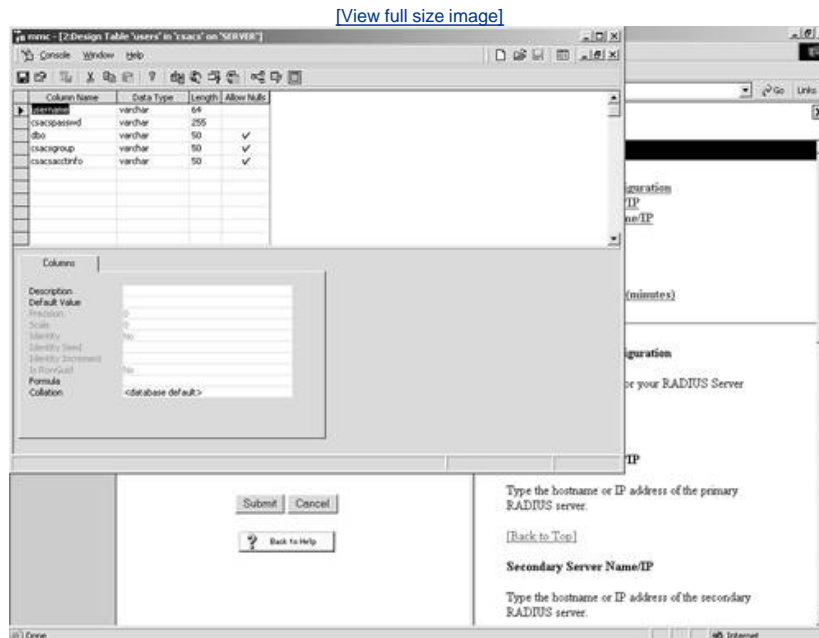 [View full size image]
mmc - [2:Design Table 'users' in 'csacs' on 'SERVER']
Console Window Help
Column Name Data Type Length Allow Nulls
username varchar 64
csacspasswd varchar 255
dbo varchar 50
csacsgroup varchar 50
csacsacctinfo varchar 50
Columns
Description
Default Value
Precision 0
Scale 0
Identity No
Identity Seed
Identity Increment
Is RowGuid No
Formula
Collation <database default>
Go Links
iguration
/IP
me/IP
(minutes)
iguration
or your RADIUS Server
IP
Type the hostname or IP address of the primary
RADIUS server.
[Back to Top]
Secondary Server Name/IP
Type the hostname or IP address of the secondary
RADIUS server.
Submit Cancel
? Back to Help
Done
Internet